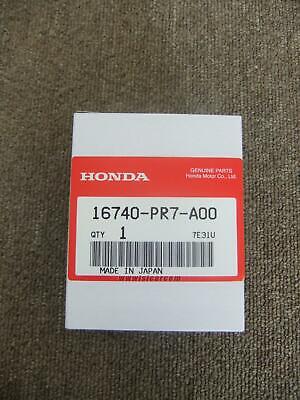 HONDA
GENUINE PARTS
Honda Motor Co., Ltd.
16740-PR7-A00
QTY 1 7E31U
MADE IN JAPAN